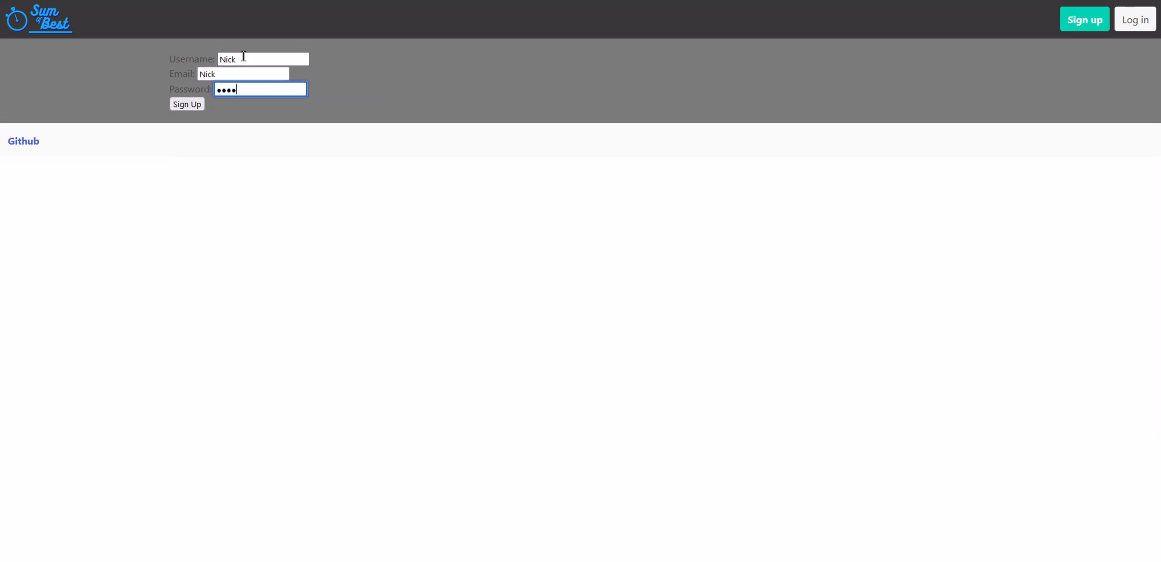 Sum
of
Best
Sign up
Log in
Username: Nick
Email: Nick
Password: ••••
Sign Up
Github